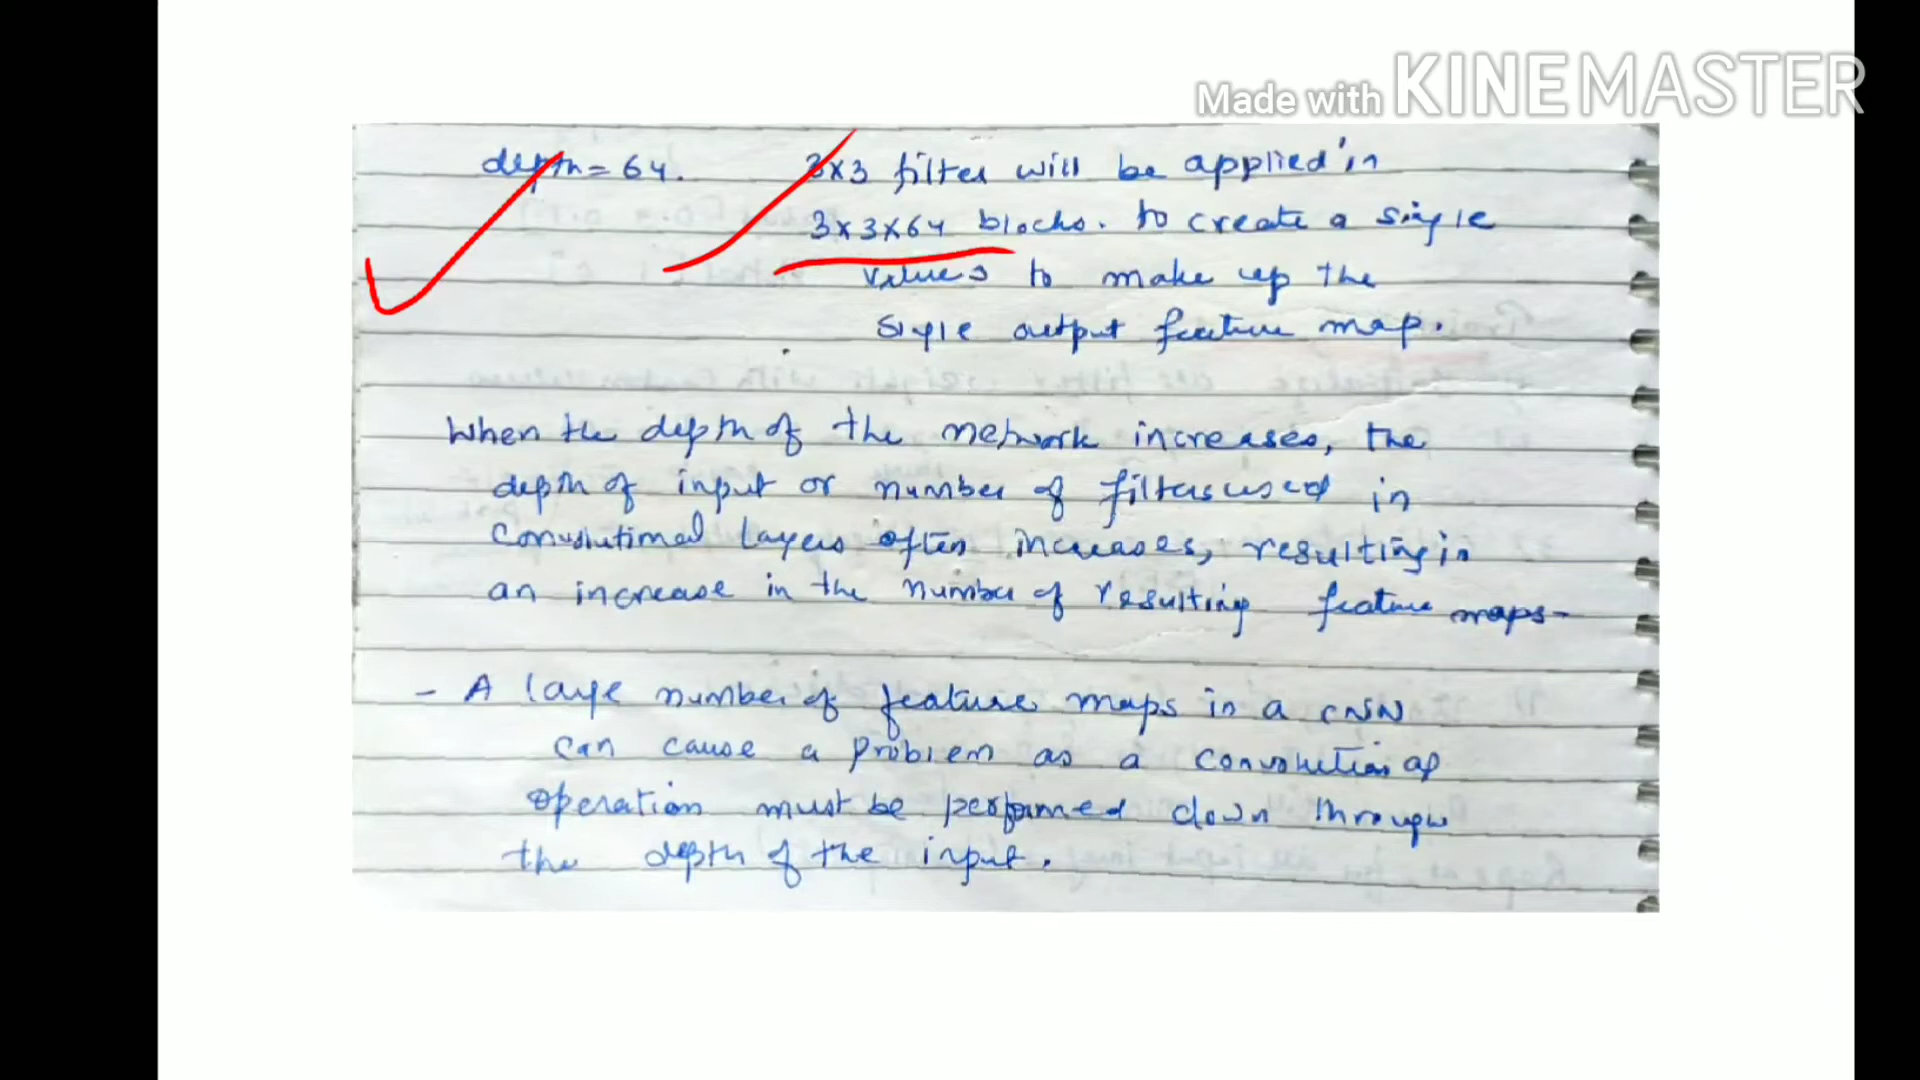 Made with KINEMASTER
depth = 64. 3x3 filter will be applied in
3x3x64 blocks. to create a single
values to make up the
single output feature map.
When the depth of the network increases, the
depth of input or number of filters used in
Convolutional Layers often increases, resulting in
an increase in the number of resulting feature maps-
- A large number of feature maps in a CNN
can cause a problem as a convolutional
operation must be performed down through
the depth of the input.